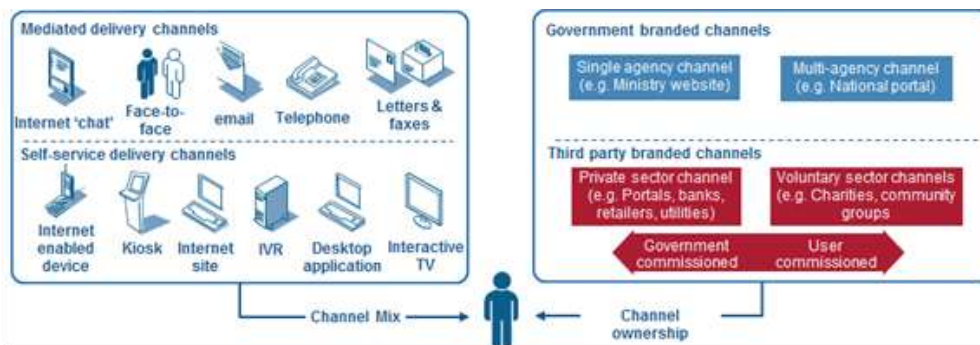 Mediated delivery channels
Internet 'chat'
Face-to-
face
email
Telephone
Letters &
faxes
Self-service delivery channels
Internet
enabled
device
Kiosk
Internet
site
IVR
Desktop
application
Interactive
TV
Government branded channels
Single agency channel
(e.g. Ministry website)
Multi-agency channel
(e.g. National portal)
Third party branded channels
Private sector channel
(e.g. Portals, banks,
retailers, utilities)
Voluntary sector channels
(e.g. Charities, community
groups
Government
commissioned
User
commissioned
Channel Mix
Channel
ownership